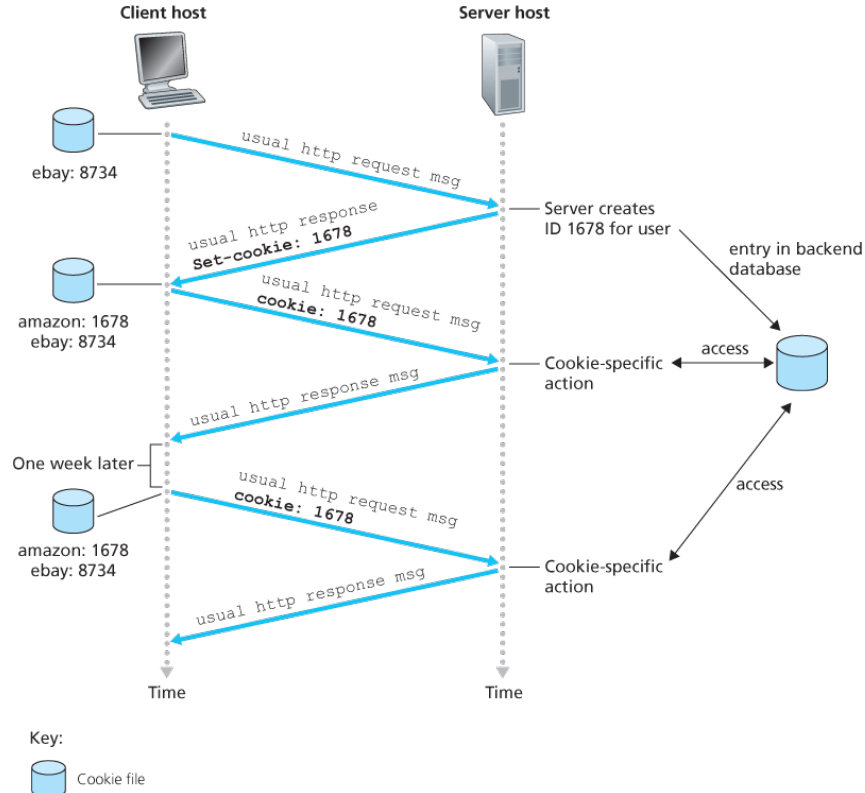 Client host
Server host
usual http request msg
ebay: 8734
Server creates
ID 1678 for user
entry in backend
database
usual http response
Set-cookie: 1678
usual http request msg
cookie: 1678
amazon: 1678
ebay: 8734
Cookie-specific
action
access
usual http response msg
One week later
usual http request msg
cookie: 1678
access
amazon: 1678
ebay: 8734
Cookie-specific
action
usual http response msg
Time
Time
Key:
Cookie file